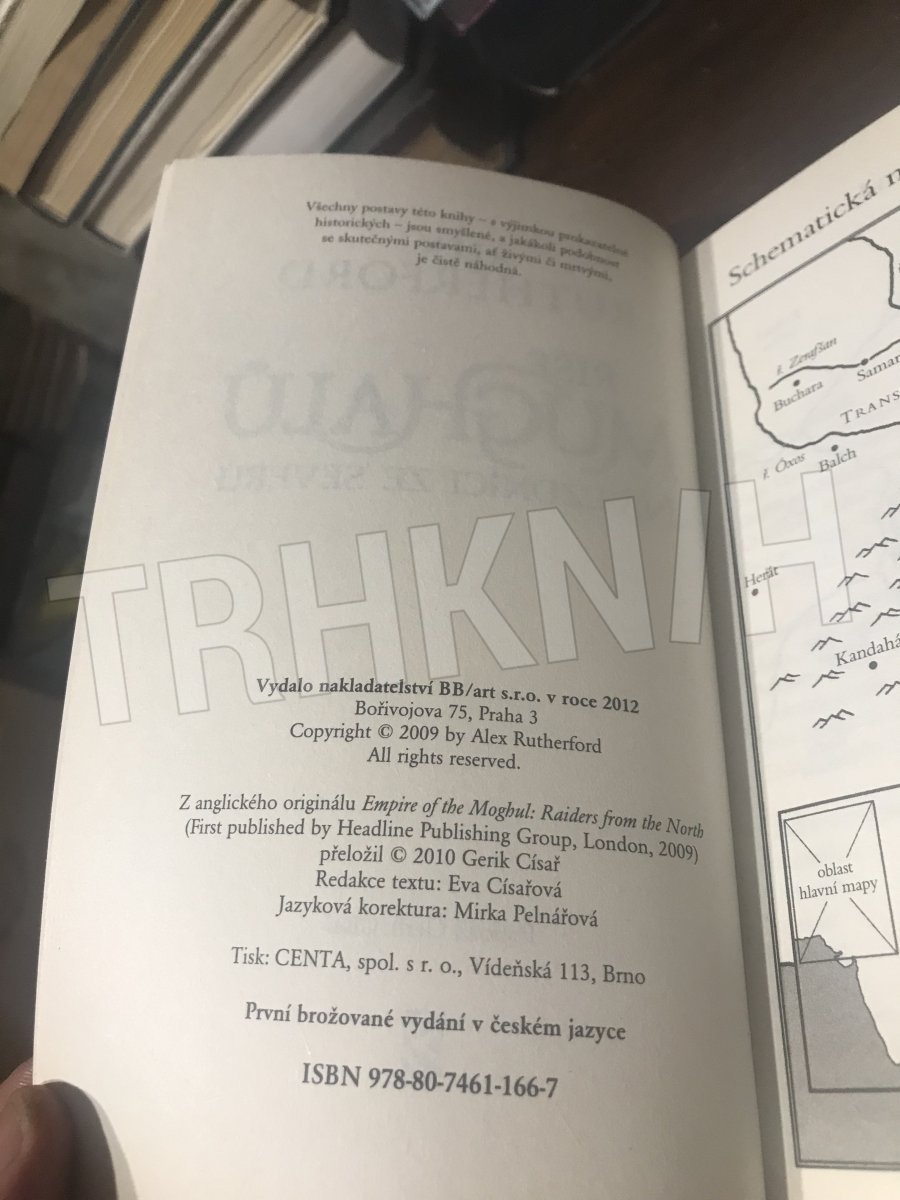 Všechny postavy této knihy – s výjimkou prokazatelně
historických – jsou smyšlené, a jakákoli podobnost
se skutečnými postavami, ať živými či mrtvými,
je čistě náhodná.
TRHKNIH
Vydalo nakladatelství BB/art s.r.o. v roce 2012
Bořivojova 75, Praha 3
Copyright © 2009 by Alex Rutherford
All rights reserved.
Z anglického originálu Empire of the Moghul: Raiders from the North
(First published by Headline Publishing Group, London, 2009)
přeložil © 2010 Gerik Císař
Redakce textu: Eva Císařová
Jazyková korektura: Mirka Pelnářová
Tisk: CENTA, spol. s r. o., Vídeňská 113, Brno
První brožované vydání v českém jazyce
ISBN 978-80-7461-166-7
Schematická
ř. Zerafšan
Buchara
Samar
TRANS
ř. Óxos
Balch
Herát
Kandahá
oblast
hlavní mapy